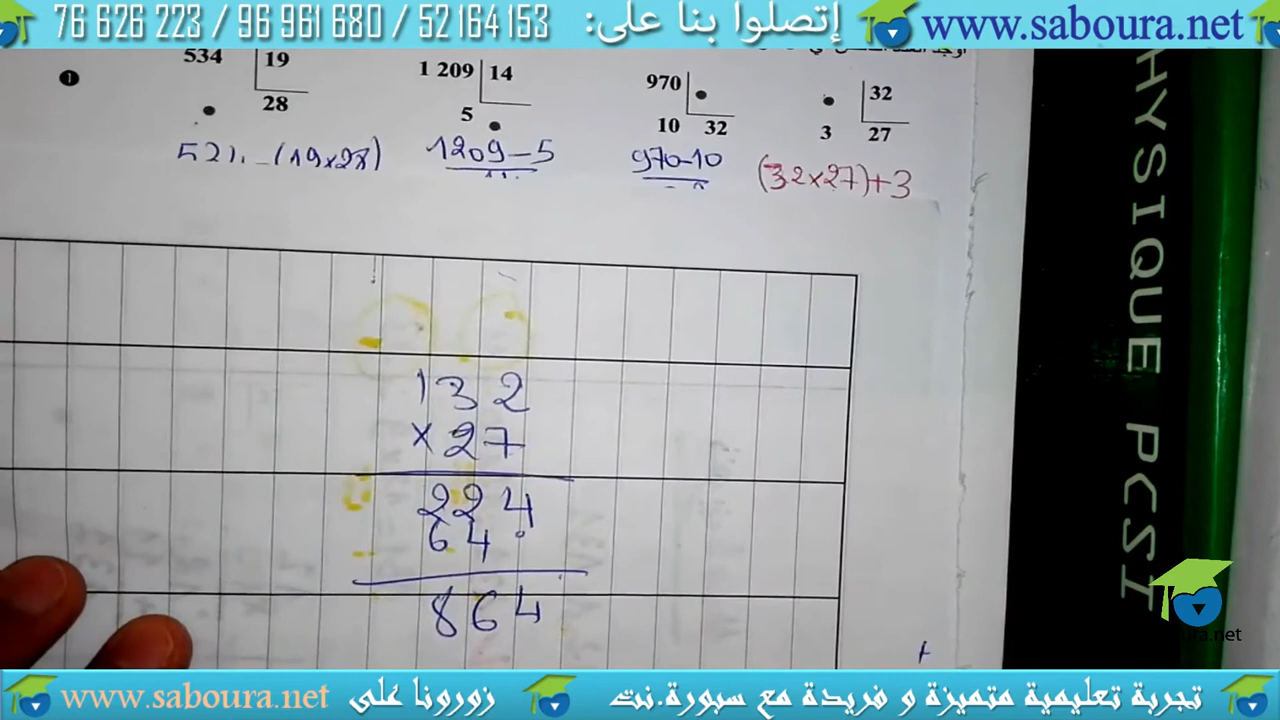 76 626 223 / 96 961 680 / 52 164 153 إتصلوا بنا على: www.saboura.net
534 19
28
1 209 14
5
970
10 32
32
3 27
❶
(19x28)
1209-5
970-10
(32x27)+3
132
x 27
224
64.
864
PHYSIQUE PCSI
www.saboura.net زورونا على
تجربة تعليمية متميزة و فريدة مع سبورة.نت